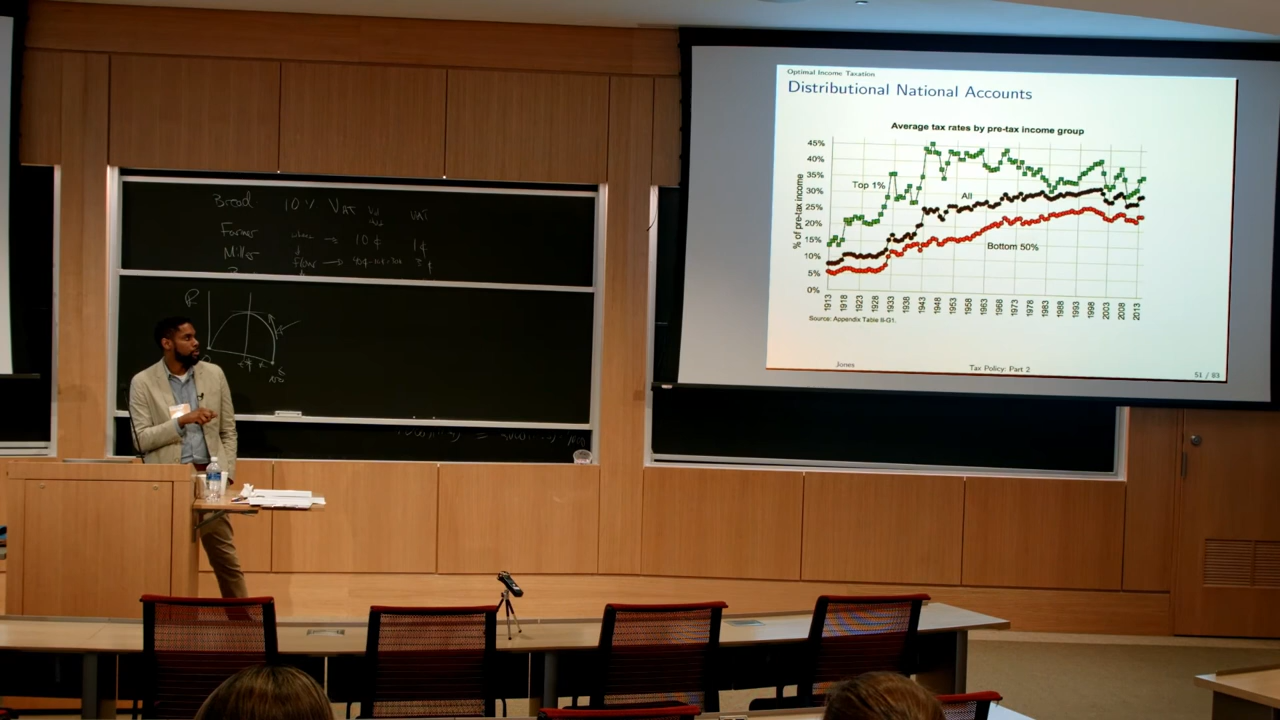 Optimal Income Taxation
Distributional National Accounts
Average tax rates by pre-tax income group
% of pre-tax income
45%
40%
35%
30%
25%
20%
15%
10%
5%
0%
Top 1%
All
Bottom 50%
1913 1918 1923 1928 1933 1938 1943 1948 1953 1958 1963 1968 1973 1978 1983 1988 1993 1998 2003 2008 2013
Source: Appendix Table II-G1.
Jones
Tax Policy: Part 2
51 / 83
Bread 10% VAT VAT
Farmer 10¢ 1¢
Miller flour
R